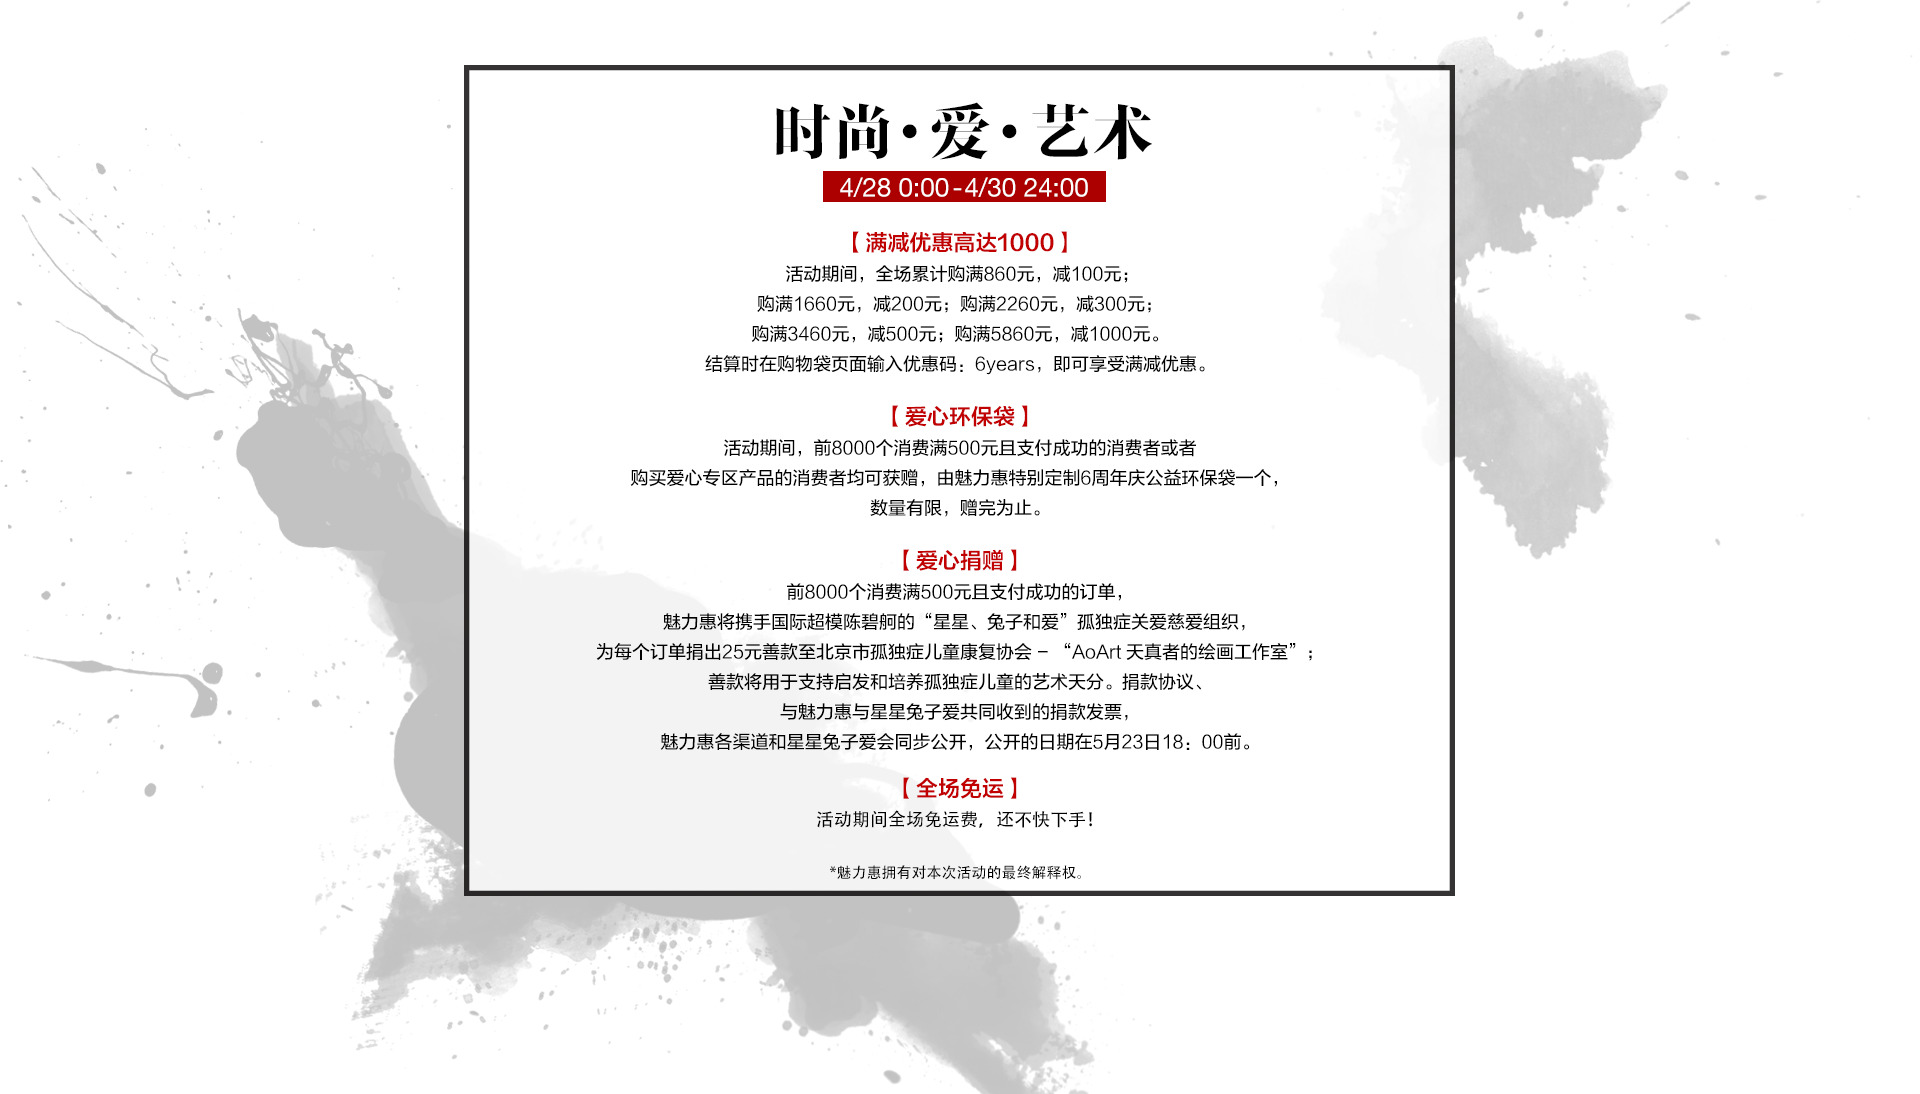 时尚·爱·艺术
4/28 0:00-4/30 24:00
【满减优惠高达1000】
活动期间，全场累计购满860元，减100元；
购满1660元，减200元；购满2260元，减300元；
购满3460元，减500元；购满5860元，减1000元。
结算时在购物袋页面输入优惠码：6years，即可享受满减优惠。
【爱心环保袋】
活动期间，前8000个消费满500元且支付成功的消费者或者
购买爱心专区产品的消费者均可获赠，由魅力惠特别定制6周年庆公益环保袋一个，
数量有限，赠完为止。
【爱心捐赠】
前8000个消费满500元且支付成功的订单，
魅力惠将携手国际超模陈碧舸的“星星、兔子和爱”孤独症关爱慈爱组织，
为每个订单捐出25元善款至北京市孤独症儿童康复协会 – “AoArt 天真者的绘画工作室”；
善款将用于支持启发和培养孤独症儿童的艺术天分。捐款协议、
与魅力惠与星星兔子爱共同收到的捐款发票，
魅力惠各渠道和星星兔子爱会同步公开，公开的日期在5月23日18：00前。
【全场免运】
活动期间全场免运费，还不快下手！
*魅力惠拥有对本次活动的最终解释权。